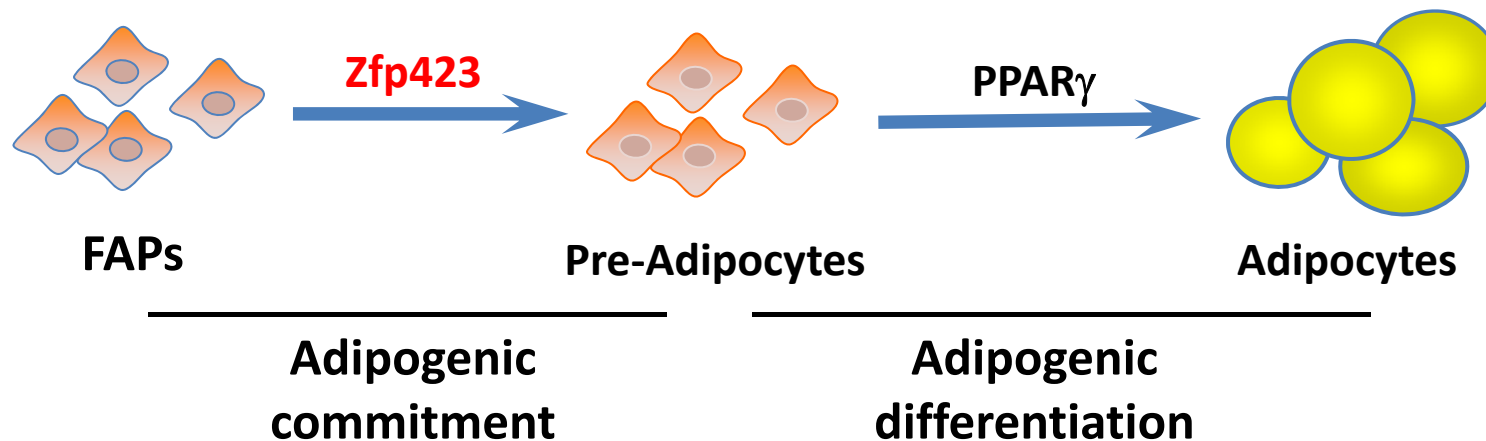 Zfp423
PPARγ
FAPs
Pre-Adipocytes
Adipocytes
Adipogenic
commitment
Adipogenic
differentiation